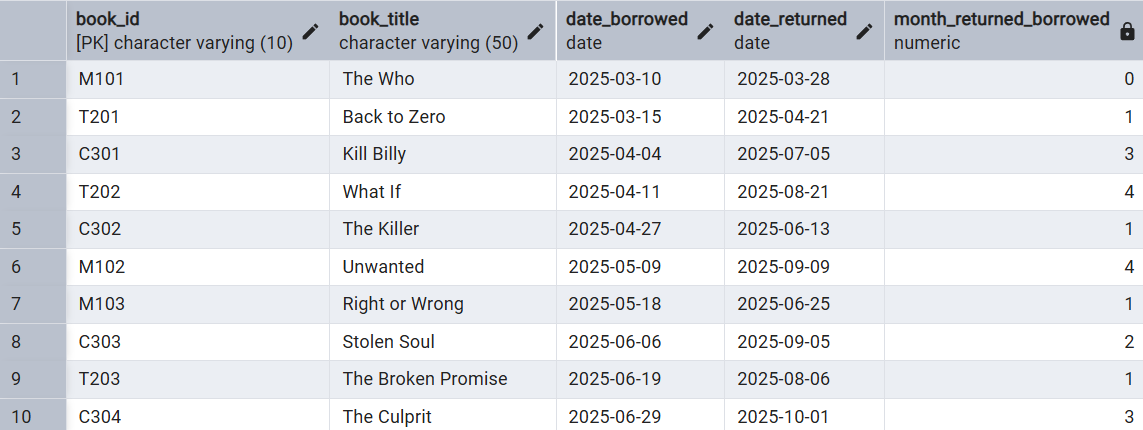 book_id book_title date_borrowed date_returned month_returned_borrowed
[PK] character varying (10) character varying (50) date date numeric
1 M101 The Who 2025-03-10 2025-03-28 0
2 T201 Back to Zero 2025-03-15 2025-04-21 1
3 C301 Kill Billy 2025-04-04 2025-07-05 3
4 T202 What If 2025-04-11 2025-08-21 4
5 C302 The Killer 2025-04-27 2025-06-13 1
6 M102 Unwanted 2025-05-09 2025-09-09 4
7 M103 Right or Wrong 2025-05-18 2025-06-25 1
8 C303 Stolen Soul 2025-06-06 2025-09-05 2
9 T203 The Broken Promise 2025-06-19 2025-08-06 1
10 C304 The Culprit 2025-06-29 2025-10-01 3